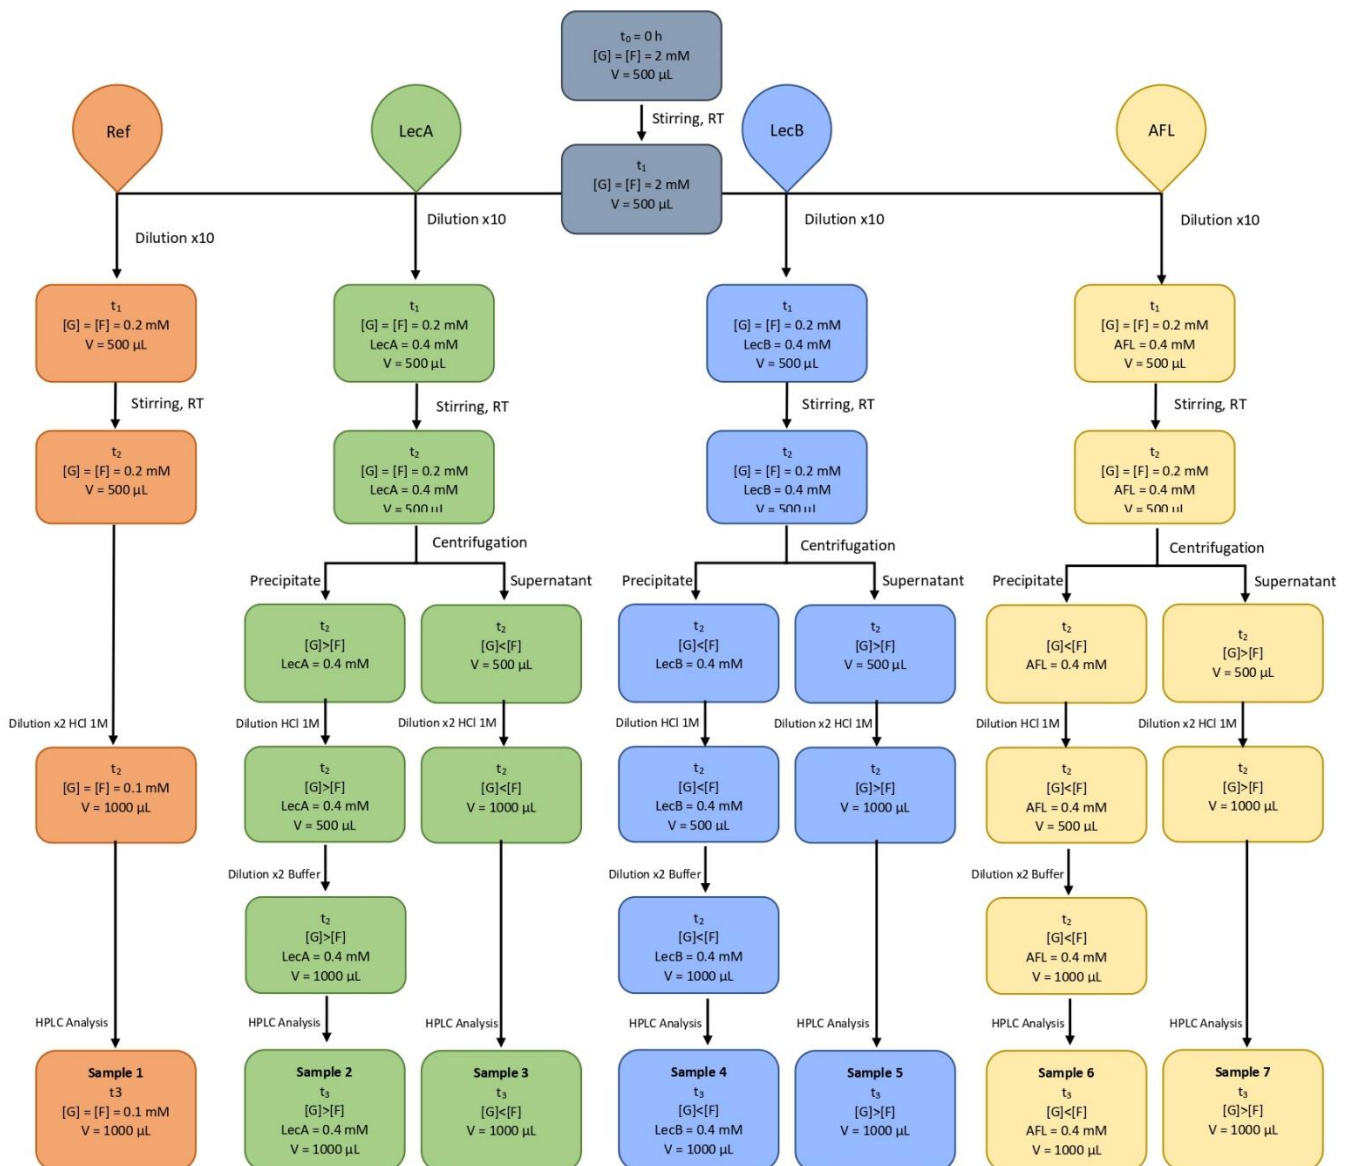 t₀ = 0 h
[G] = [F] = 2 mM
V = 500 µL
Stirring, RT
Ref
LecA
LecB
AFL
t₁
[G] = [F] = 2 mM
V = 500 µL
Dilution x10
Dilution x10
Dilution x10
Dilution x10
t₁
[G] = [F] = 0.2 mM
V = 500 µL
t₁
[G] = [F] = 0.2 mM
LecA = 0.4 mM
V = 500 µL
t₁
[G] = [F] = 0.2 mM
LecB = 0.4 mM
V = 500 µL
t₁
[G] = [F] = 0.2 mM
AFL = 0.4 mM
V = 500 µL
Stirring, RT
Stirring, RT
Stirring, RT
Stirring, RT
t₂
[G] = [F] = 0.2 mM
V = 500 µL
t₂
[G] = [F] = 0.2 mM
LecA = 0.4 mM
V = 500 µL
t₂
[G] = [F] = 0.2 mM
LecB = 0.4 mM
V = 500 µL
t₂
[G] = [F] = 0.2 mM
AFL = 0.4 mM
V = 500 µL
Centrifugation
Centrifugation
Centrifugation
Precipitate
Supernatant
Precipitate
Supernatant
Precipitate
Supernatant
t₂
[G]>[F]
LecA = 0.4 mM
t₂
[G]<[F]
V = 500 µL
t₂
[G]<[F]
LecB = 0.4 mM
t₂
[G]>[F]
V = 500 µL
t₂
[G]<[F]
AFL = 0.4 mM
t₂
[G]>[F]
V = 500 µL
Dilution x2 HCl 1M
Dilution HCl 1M
Dilution x2 HCl 1M
Dilution HCl 1M
Dilution x2 HCl 1M
Dilution HCl 1M
Dilution x2 HCl 1M
t₂
[G] = [F] = 0.1 mM
V = 1000 µL
t₂
[G]>[F]
LecA = 0.4 mM
V = 500 µL
t₂
[G]<[F]
V = 1000 µL
t₂
[G]<[F]
LecB = 0.4 mM
V = 500 µL
t₂
[G]>[F]
V = 1000 µL
t₂
[G]<[F]
AFL = 0.4 mM
V = 500 µL
t₂
[G]>[F]
V = 1000 µL
Dilution x2 Buffer
Dilution x2 Buffer
Dilution x2 Buffer
t₂
[G]>[F]
LecA = 0.4 mM
V = 1000 µL
t₂
[G]<[F]
LecB = 0.4 mM
V = 1000 µL
t₂
[G]<[F]
AFL = 0.4 mM
V = 1000 µL
HPLC Analysis
HPLC Analysis
HPLC Analysis
HPLC Analysis
HPLC Analysis
HPLC Analysis
HPLC Analysis
Sample 1
t3
[G] = [F] = 0.1 mM
V = 1000 µL
Sample 2
t₃
[G]>[F]
LecA = 0.4 mM
V = 1000 µL
Sample 3
t₃
[G]<[F]
V = 1000 µL
Sample 4
t₃
[G]<[F]
LecB = 0.4 mM
V = 1000 µL
Sample 5
t₃
[G]>[F]
V = 1000 µL
Sample 6
t₃
[G]<[F]
AFL = 0.4 mM
V = 1000 µL
Sample 7
t₃
[G]>[F]
V = 1000 µL